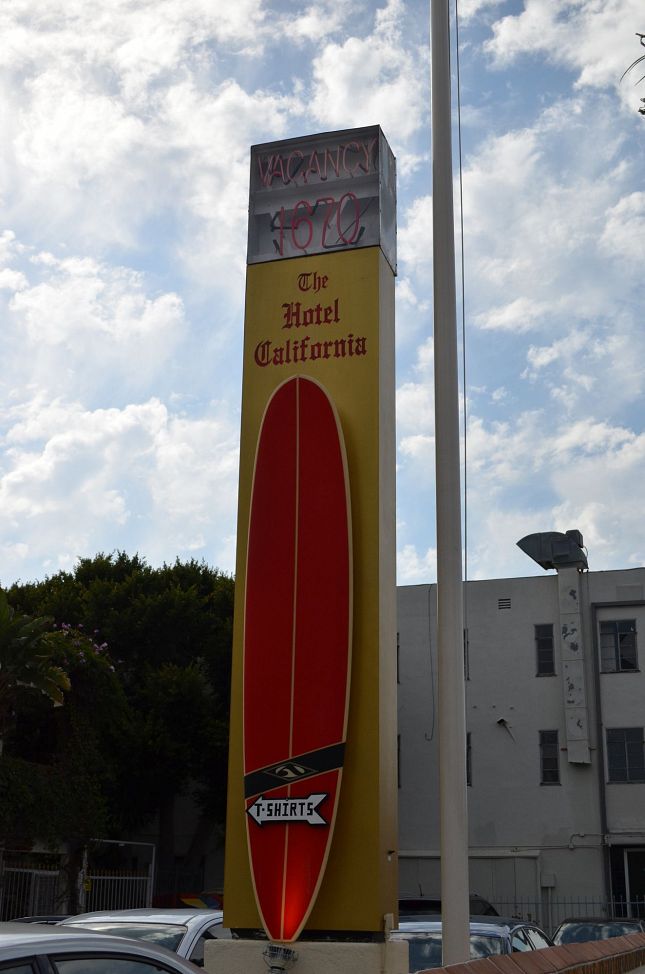 VACANCY
1670
The
Hotel
California
T-SHIRTS